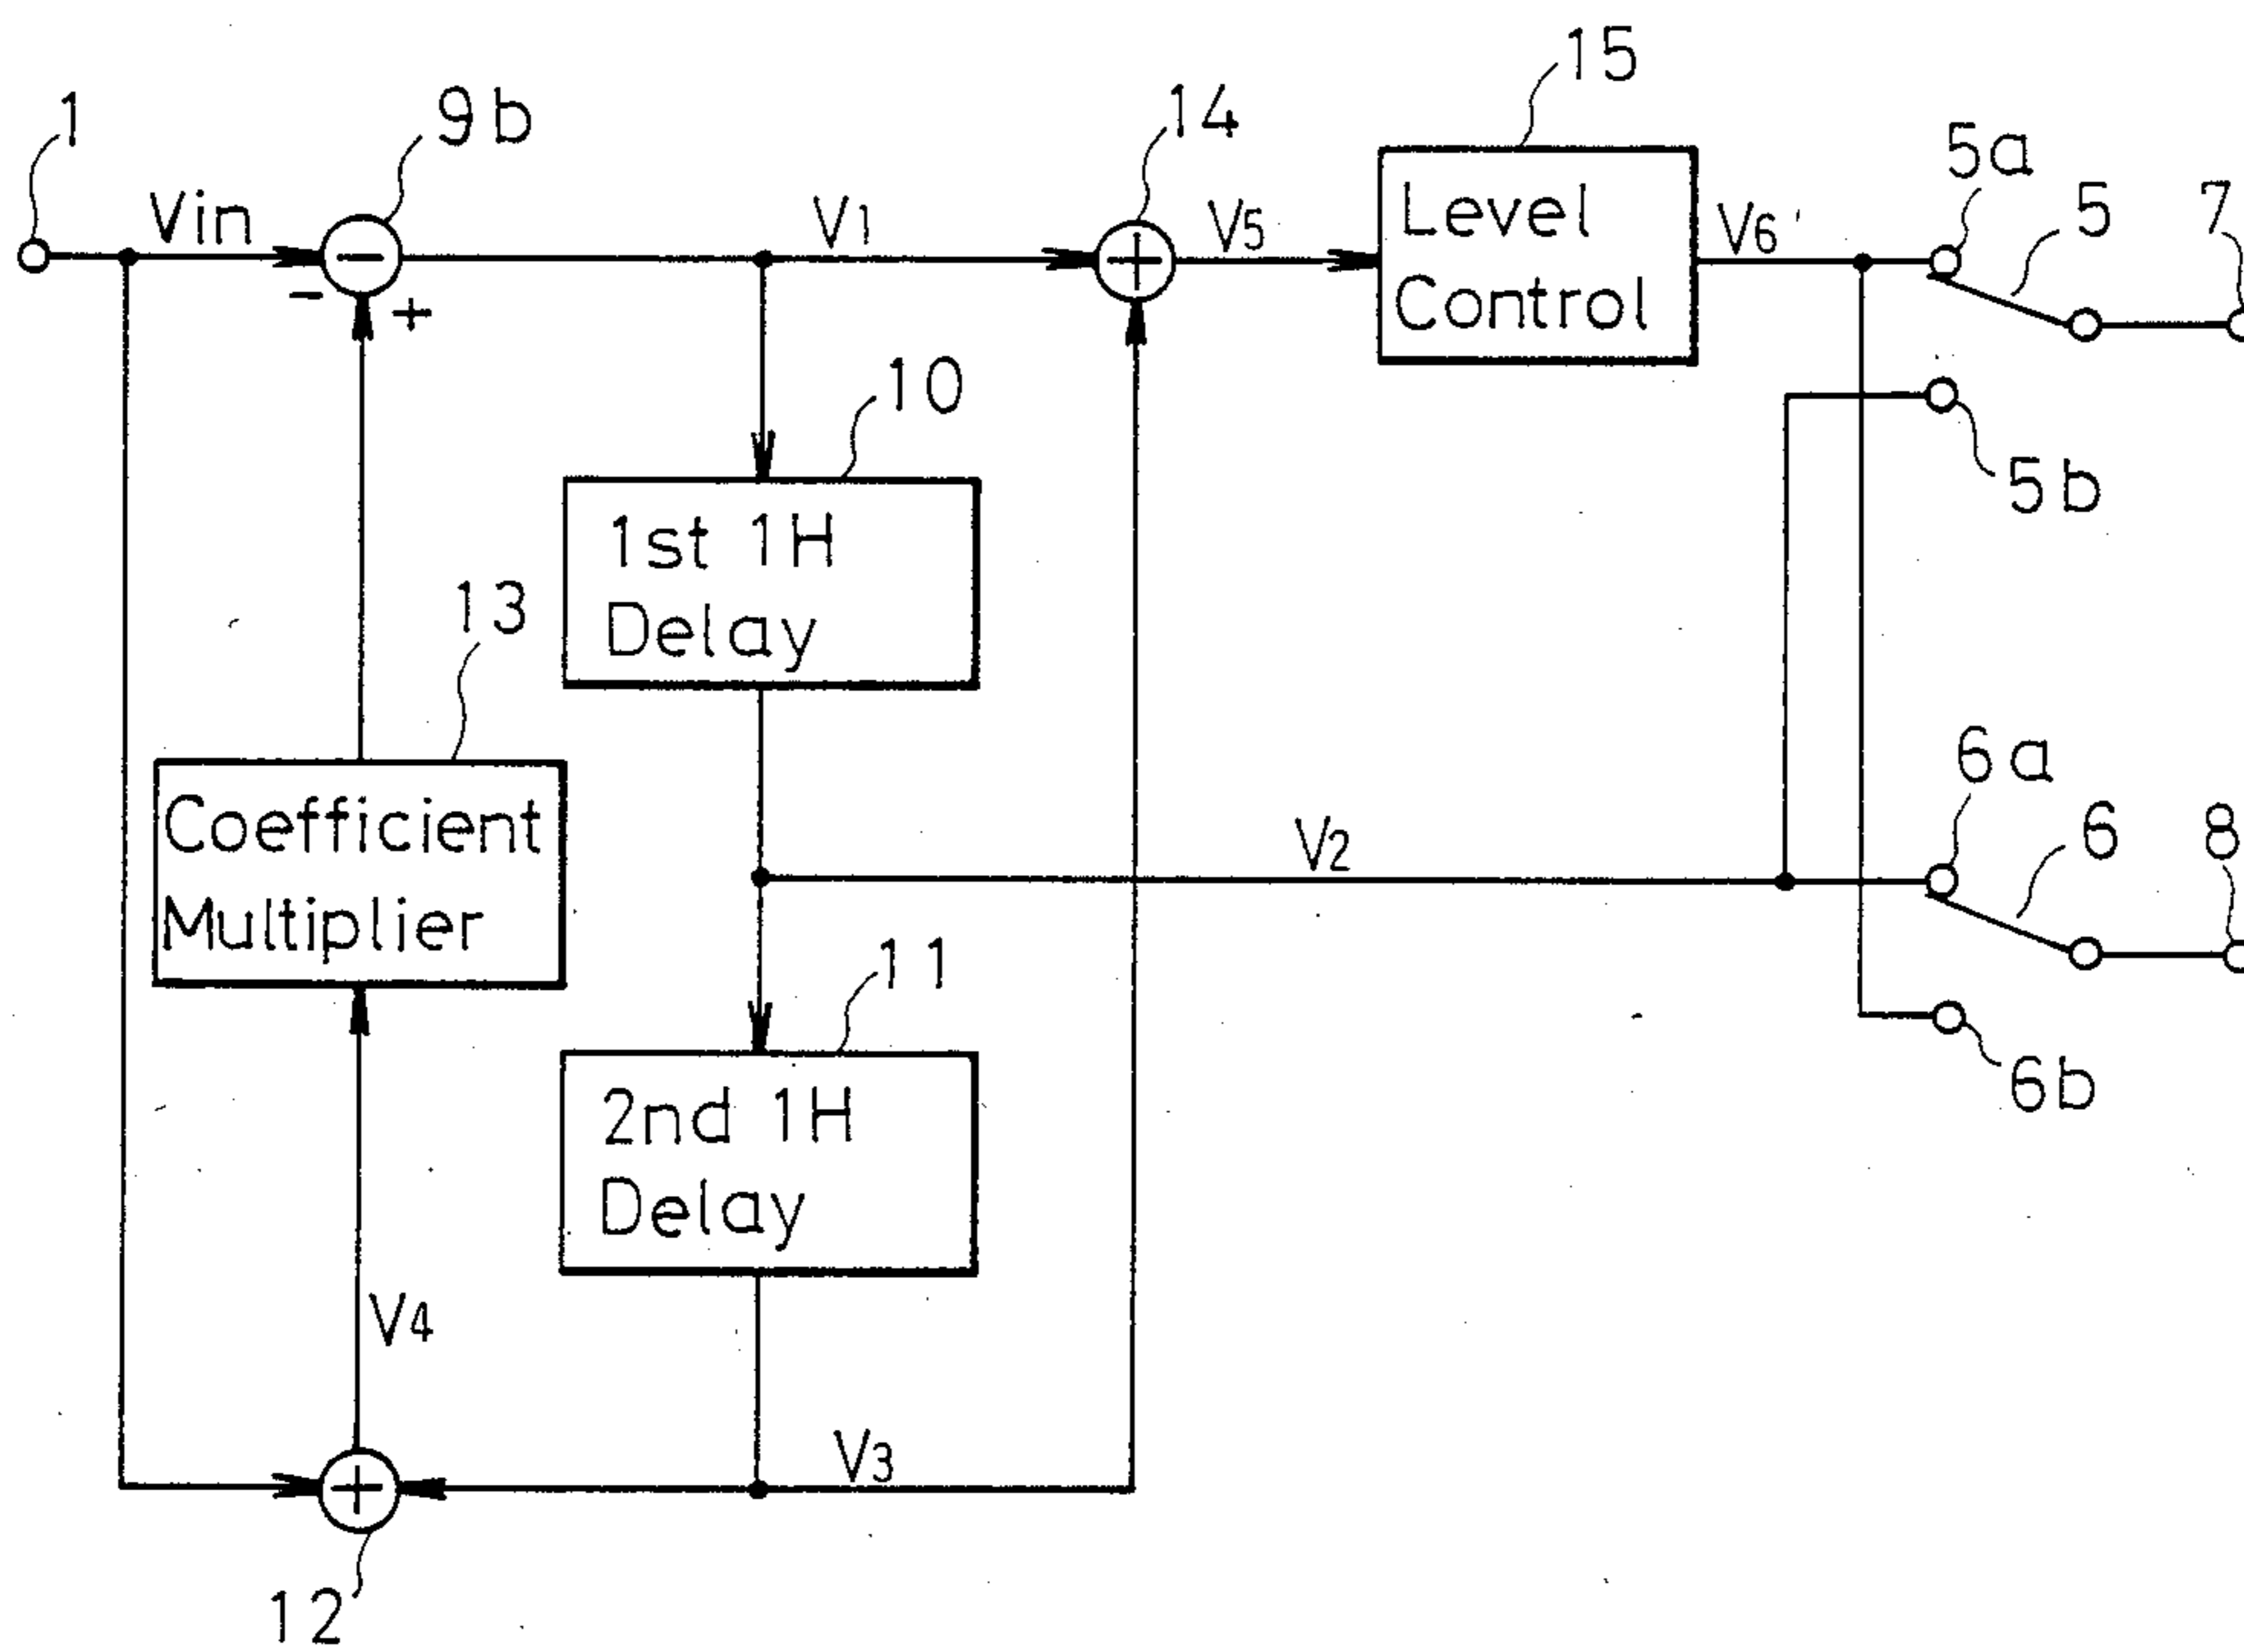 15
1
9b
14
5a
Vin
V1
V5
Level
Control
V6
5
7
−
+
−
+
10
5b
1st 1H
Delay
13
6a
Coefficient
Multiplier
V2
6
8
11
6b
2nd 1H
Delay
V4
V3
+
12